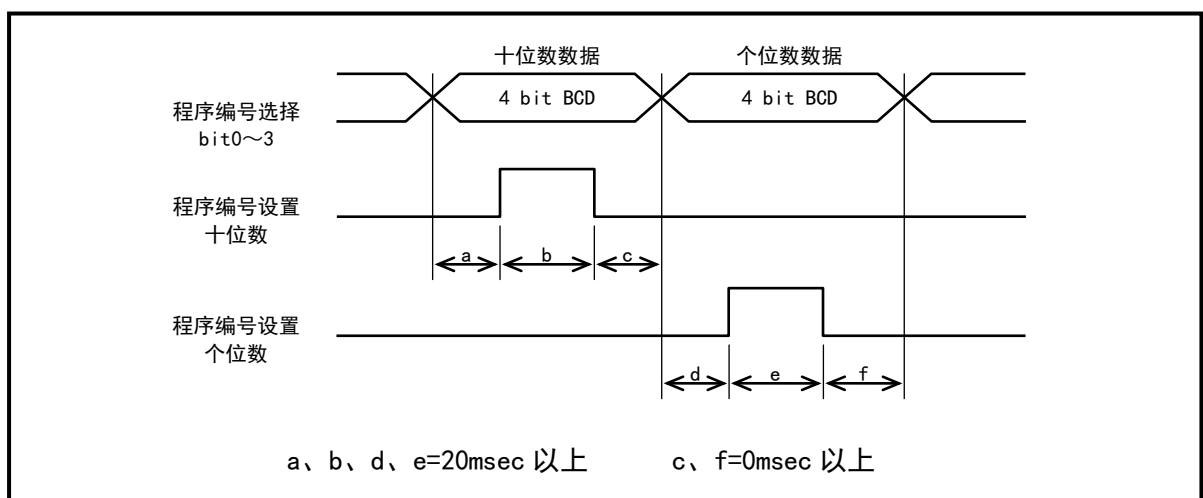 十位数数据
个位数数据
程序编号选择
bit0～3
4 bit BCD
4 bit BCD
程序编号设置
十位数
a
b
c
程序编号设置
个位数
d
e
f
a、b、d、e=20msec 以上
c、f=0msec 以上